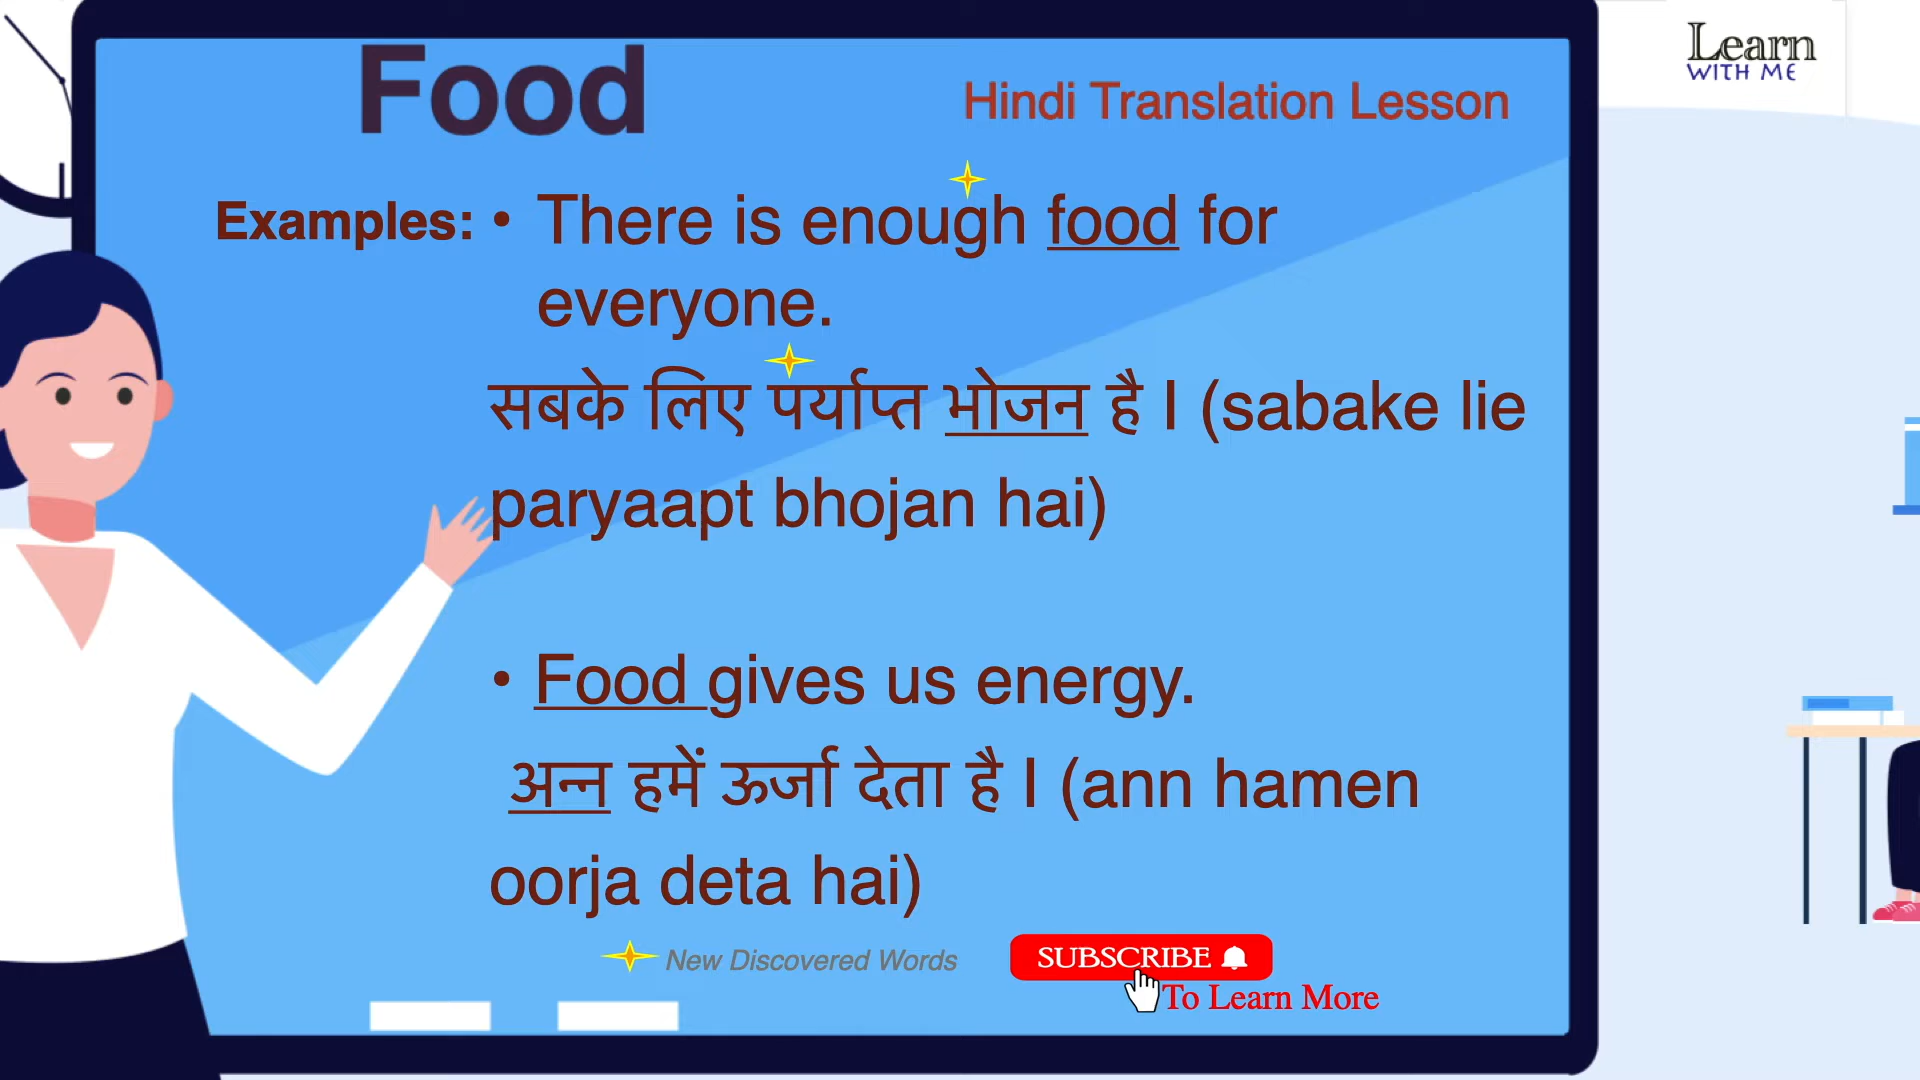 Food
Hindi Translation Lesson
Learn
WITH ME
Examples: • There is enough food for
everyone.
सबके लिए पर्याप्त भोजन है I (sabake lie
paryaapt bhojan hai)
• Food gives us energy.
अन्न हमें ऊर्जा देता है I (ann hamen
oorja deta hai)
New Discovered Words
SUBSCRIBE
To Learn More